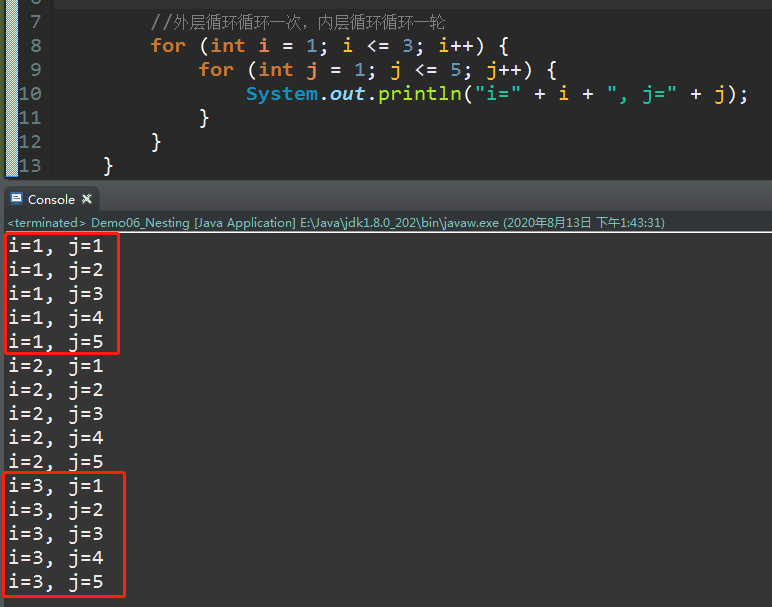 7 //外层循环循环一次，内层循环循环一轮
8 for (int i = 1; i <= 3; i++) {
9 for (int j = 1; j <= 5; j++) {
10 System.out.println("i=" + i + ", j=" + j);
11 }
12 }
13 }
Console
<terminated> Demo06_Nesting [Java Application] E:\Java\jdk1.8.0_202\bin\javaw.exe (2020年8月13日 下午1:43:31)
i=1, j=1
i=1, j=2
i=1, j=3
i=1, j=4
i=1, j=5
i=2, j=1
i=2, j=2
i=2, j=3
i=2, j=4
i=2, j=5
i=3, j=1
i=3, j=2
i=3, j=3
i=3, j=4
i=3, j=5